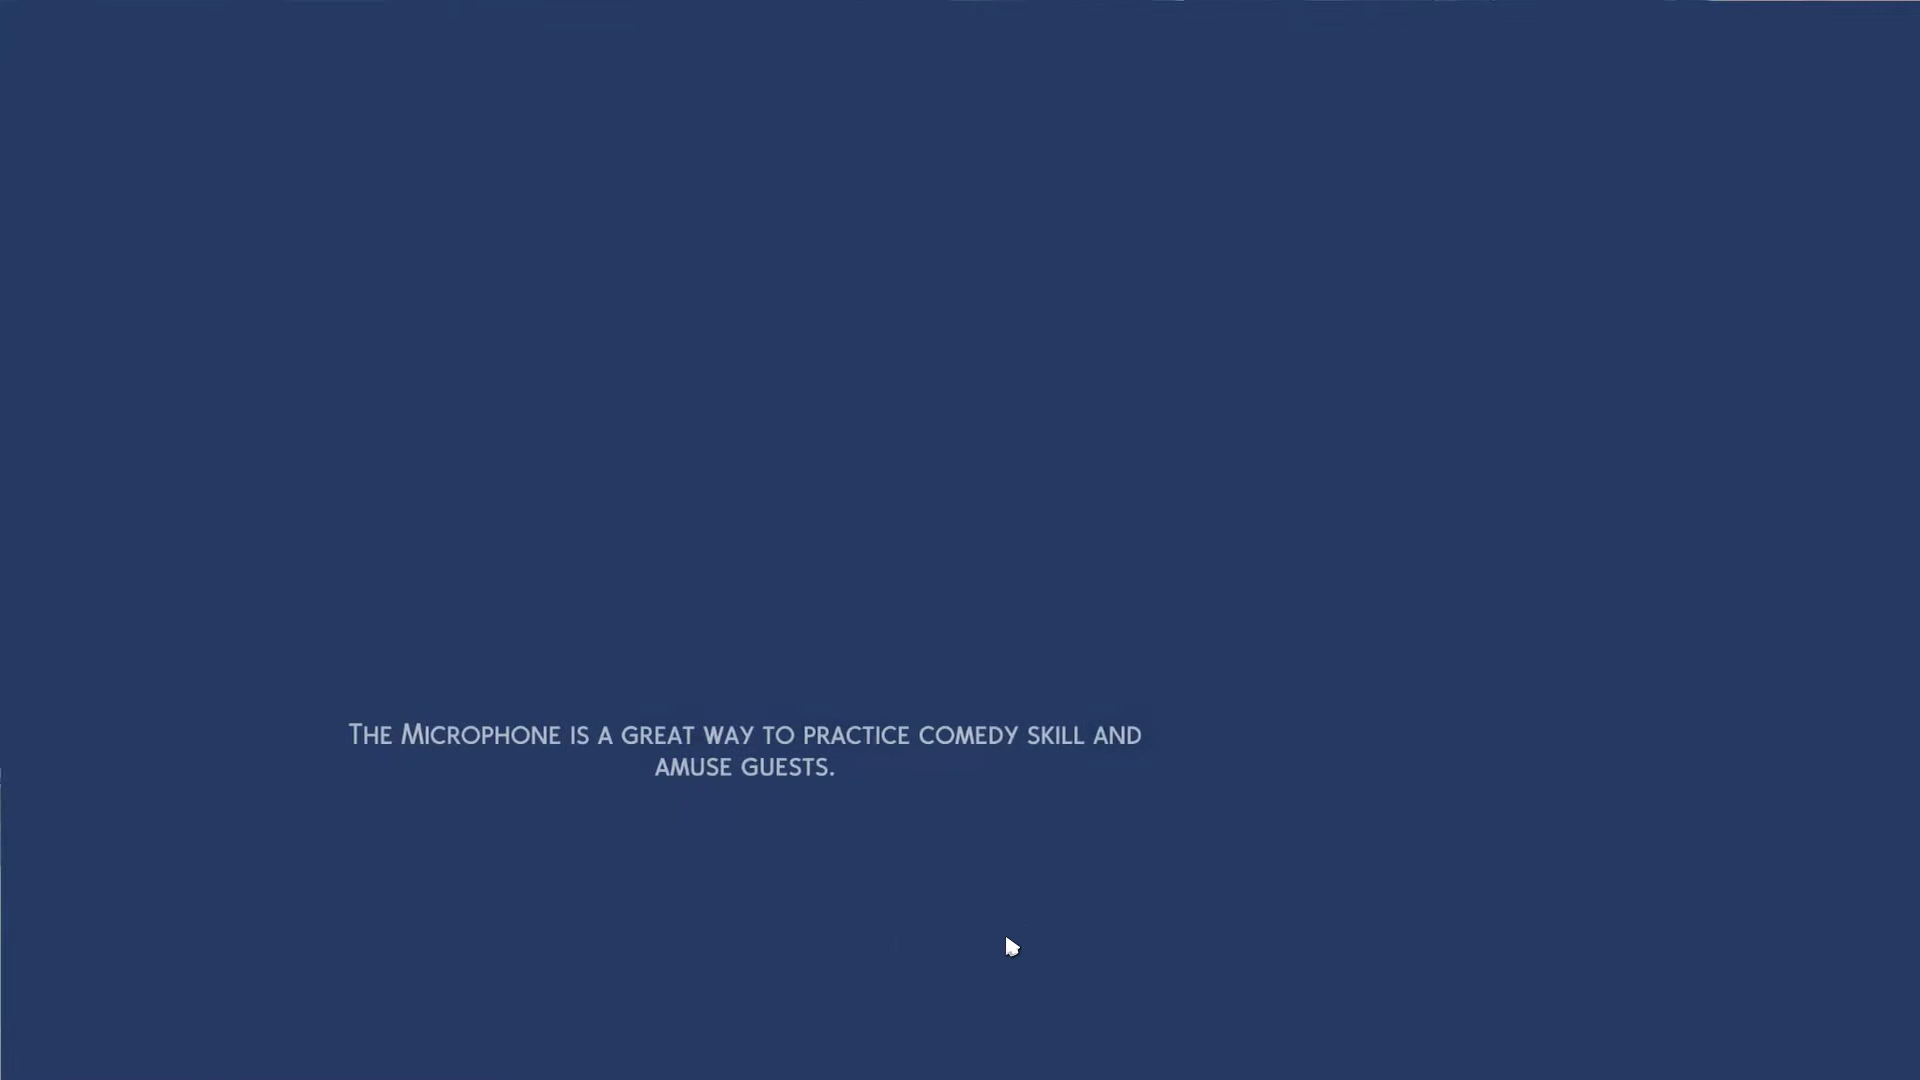 The Microphone is a great way to practice comedy skill and
amuse guests.